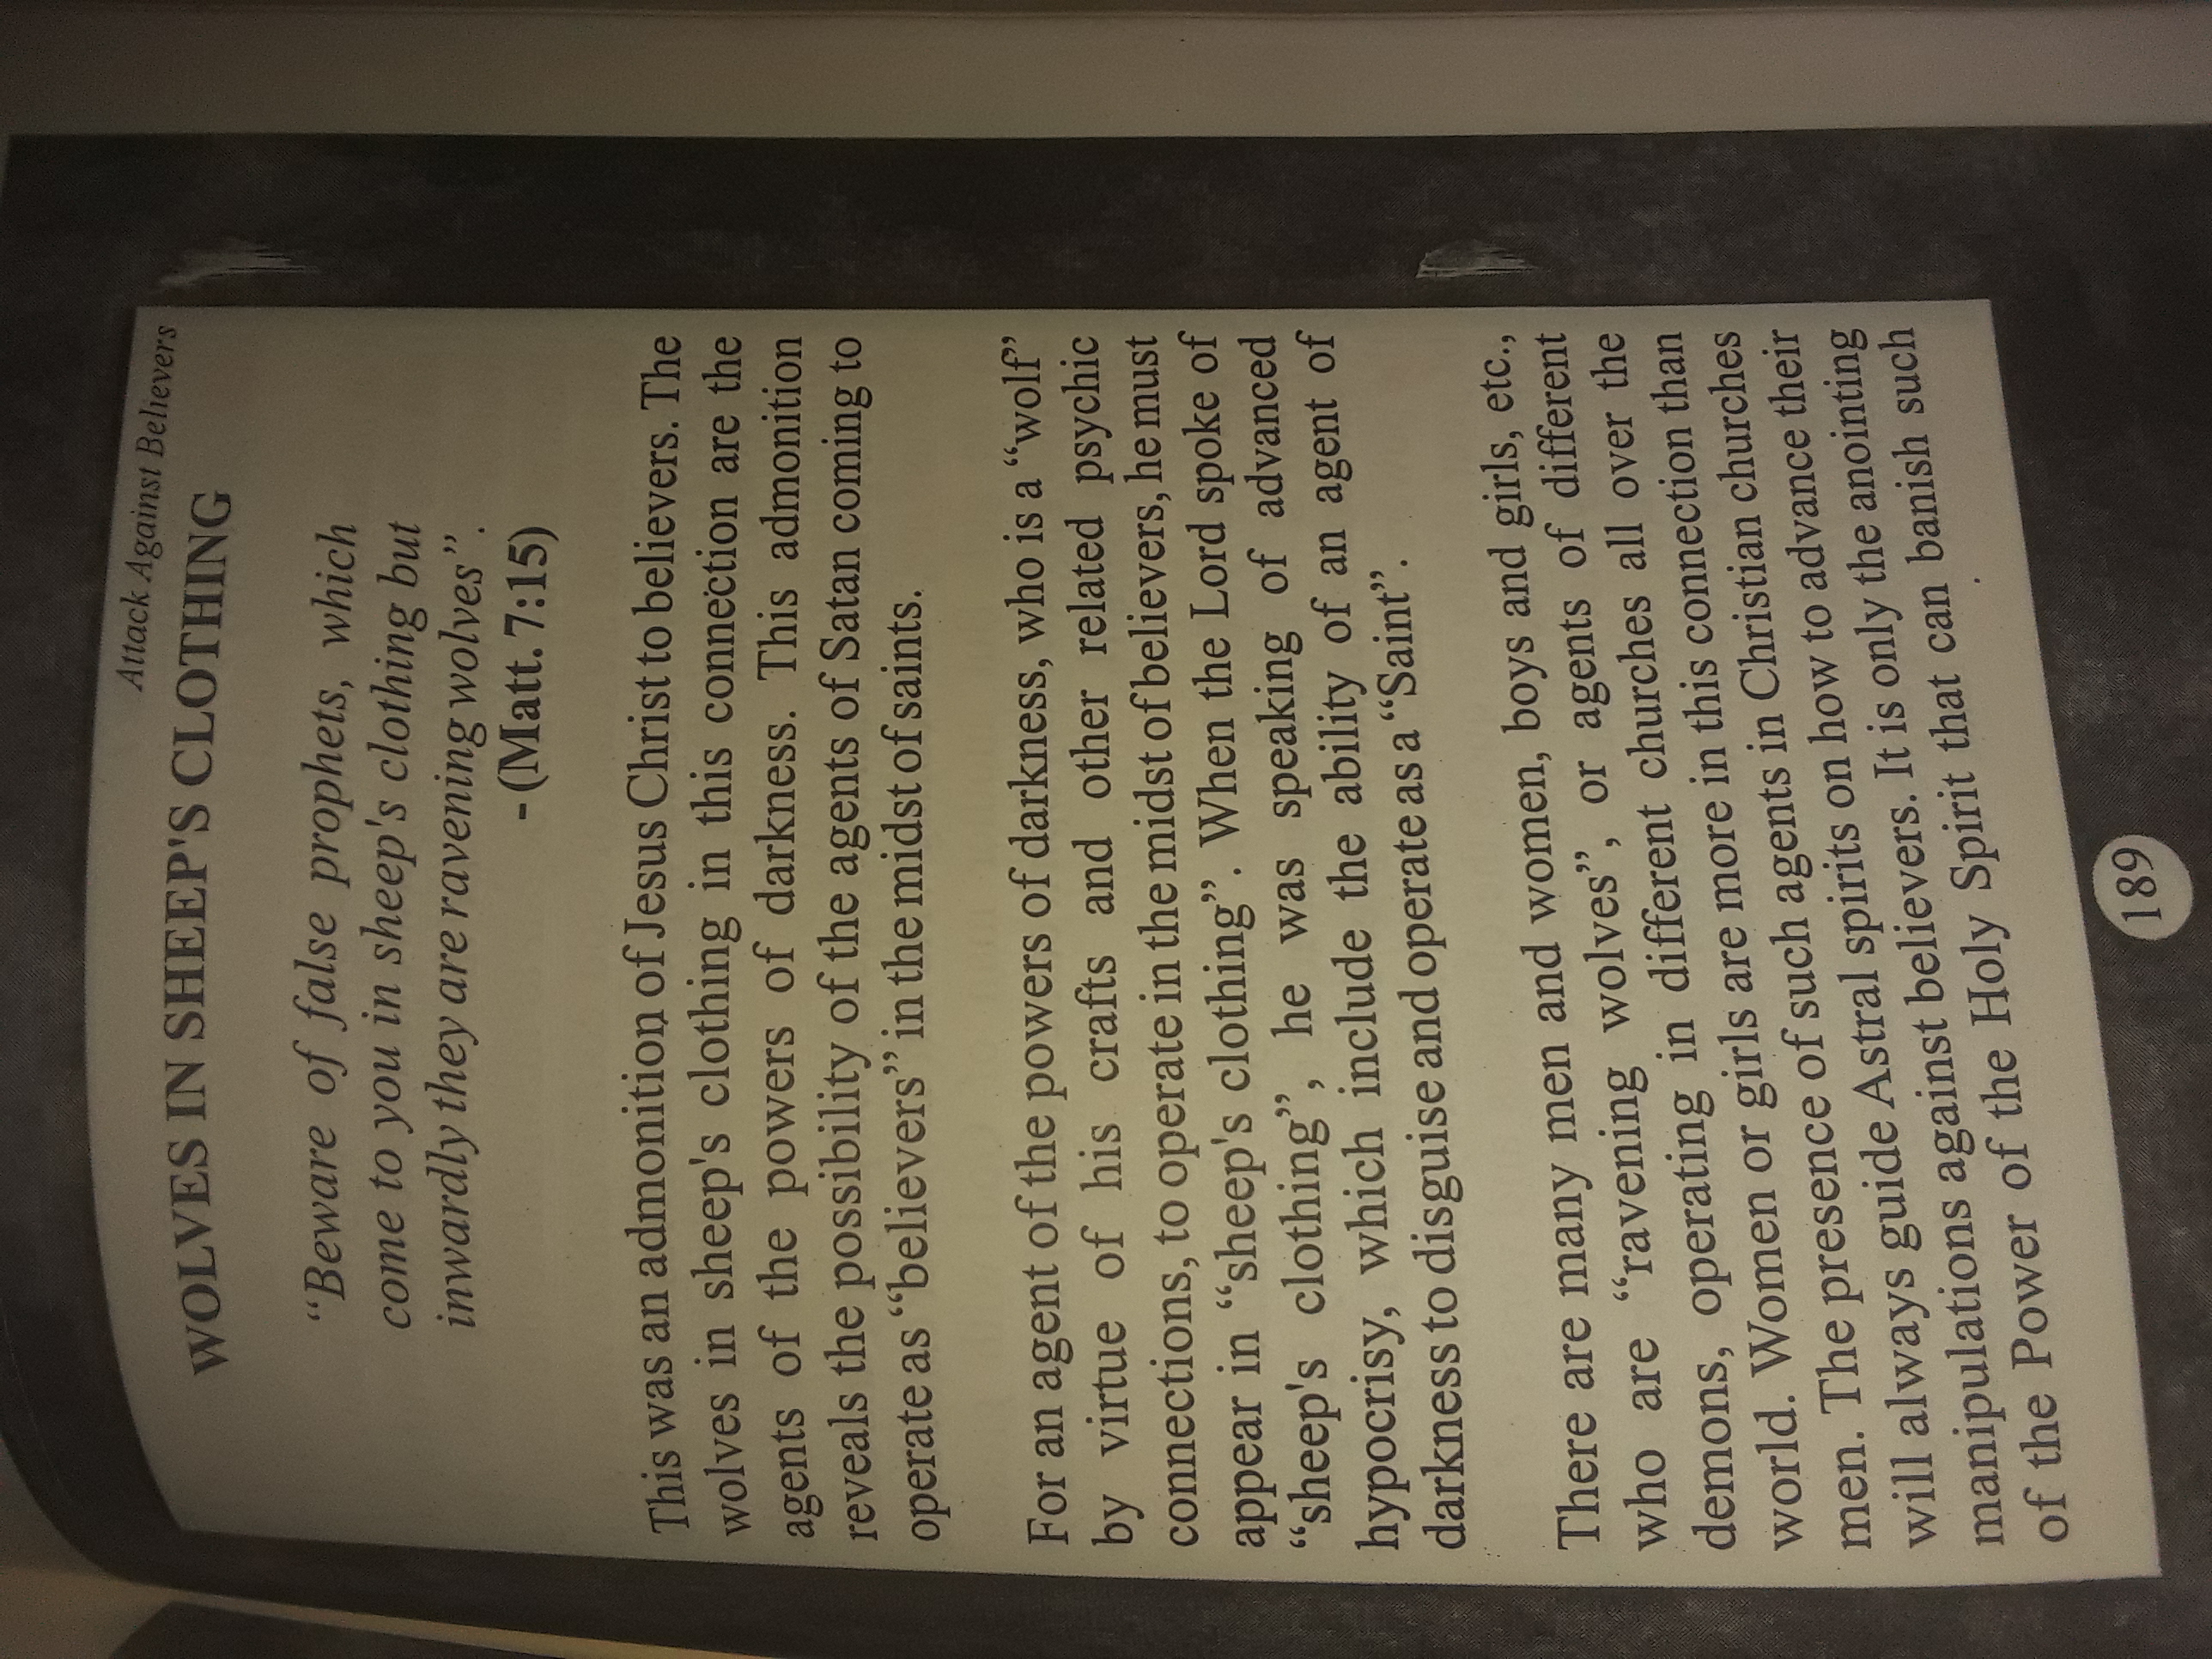 Attack Against Believers
WOLVES IN SHEEP'S CLOTHING
“Beware of false prophets, which
come to you in sheep's clothing but
inwardly they are ravening wolves”.
- (Matt. 7:15)
This was an admonition of Jesus Christ to believers. The
wolves in sheep's clothing in this connection are the
agents of the powers of darkness. This admonition
reveals the possibility of the agents of Satan coming to
operate as “believers” in the midst of saints.
For an agent of the powers of darkness, who is a “wolf”
by virtue of his crafts and other related psychic
connections, to operate in the midst of believers, he must
appear in “sheep's clothing”. When the Lord spoke of
“sheep's clothing”, he was speaking of advanced
hypocrisy, which include the ability of an agent of
darkness to disguise and operate as a “Saint”.
There are many men and women, boys and girls, etc.,
who are “ravening wolves”, or agents of different
demons, operating in different churches all over the
world. Women or girls are more in this connection than
men. The presence of such agents in Christian churches
will always guide Astral spirits on how to advance their
manipulations against believers. It is only the anointing
of the Power of the Holy Spirit that can banish such
189